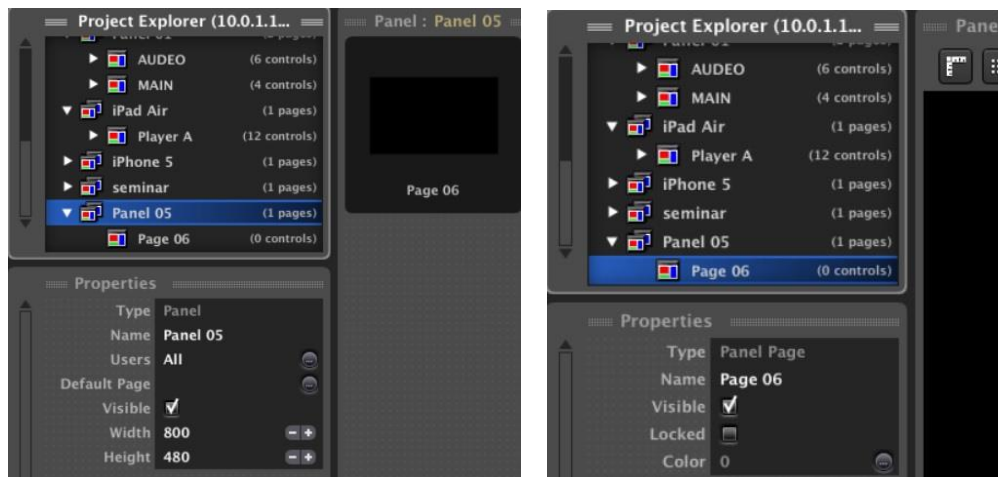 Project Explorer (10.0.1.1...
AUDEO (6 controls)
MAIN (4 controls)
iPad Air (1 pages)
Player A (12 controls)
iPhone 5 (1 pages)
seminar (1 pages)
Panel 05 (1 pages)
Page 06 (0 controls)
Properties
Type Panel
Name Panel 05
Users All
Default Page
Visible
Width 800
Height 480
Panel : Panel 05
Page 06
Project Explorer (10.0.1.1...
AUDEO (6 controls)
MAIN (4 controls)
iPad Air (1 pages)
Player A (12 controls)
iPhone 5 (1 pages)
seminar (1 pages)
Panel 05 (1 pages)
Page 06 (0 controls)
Properties
Type Panel Page
Name Page 06
Visible
Locked
Color 0
Pane